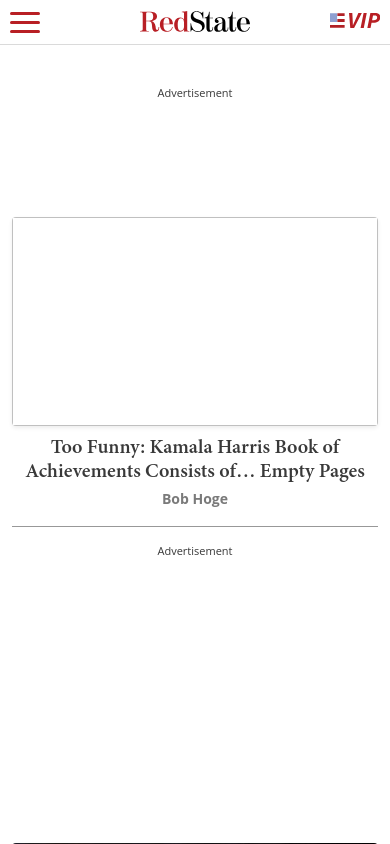 RedState
VIP
Advertisement
Too Funny: Kamala Harris Book of
Achievements Consists of… Empty Pages
Bob Hoge
Advertisement